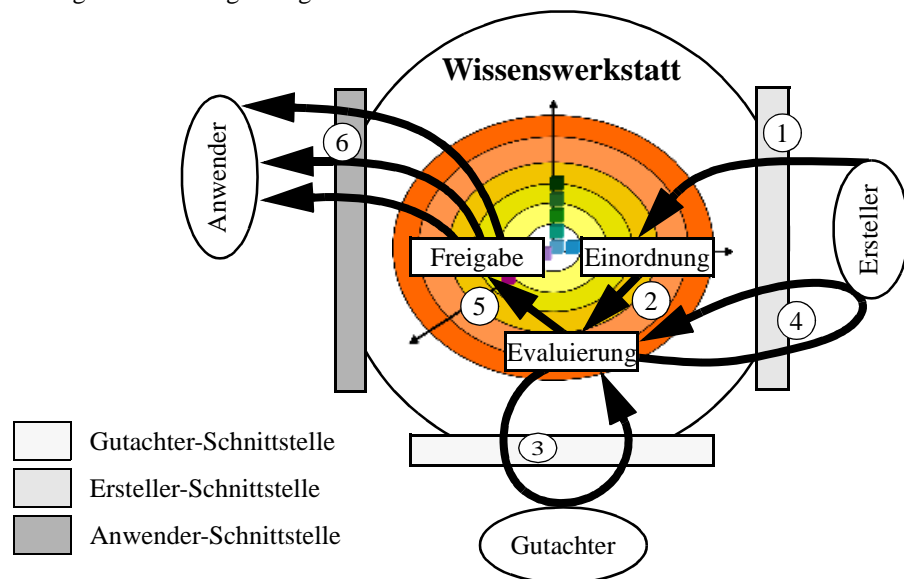 Wissenswerkstatt
1
6
Anwender
Ersteller
Freigabe
Einordnung
2
5
4
Evaluierung
3
Gutachter-Schnittstelle
Ersteller-Schnittstelle
Anwender-Schnittstelle
Gutachter